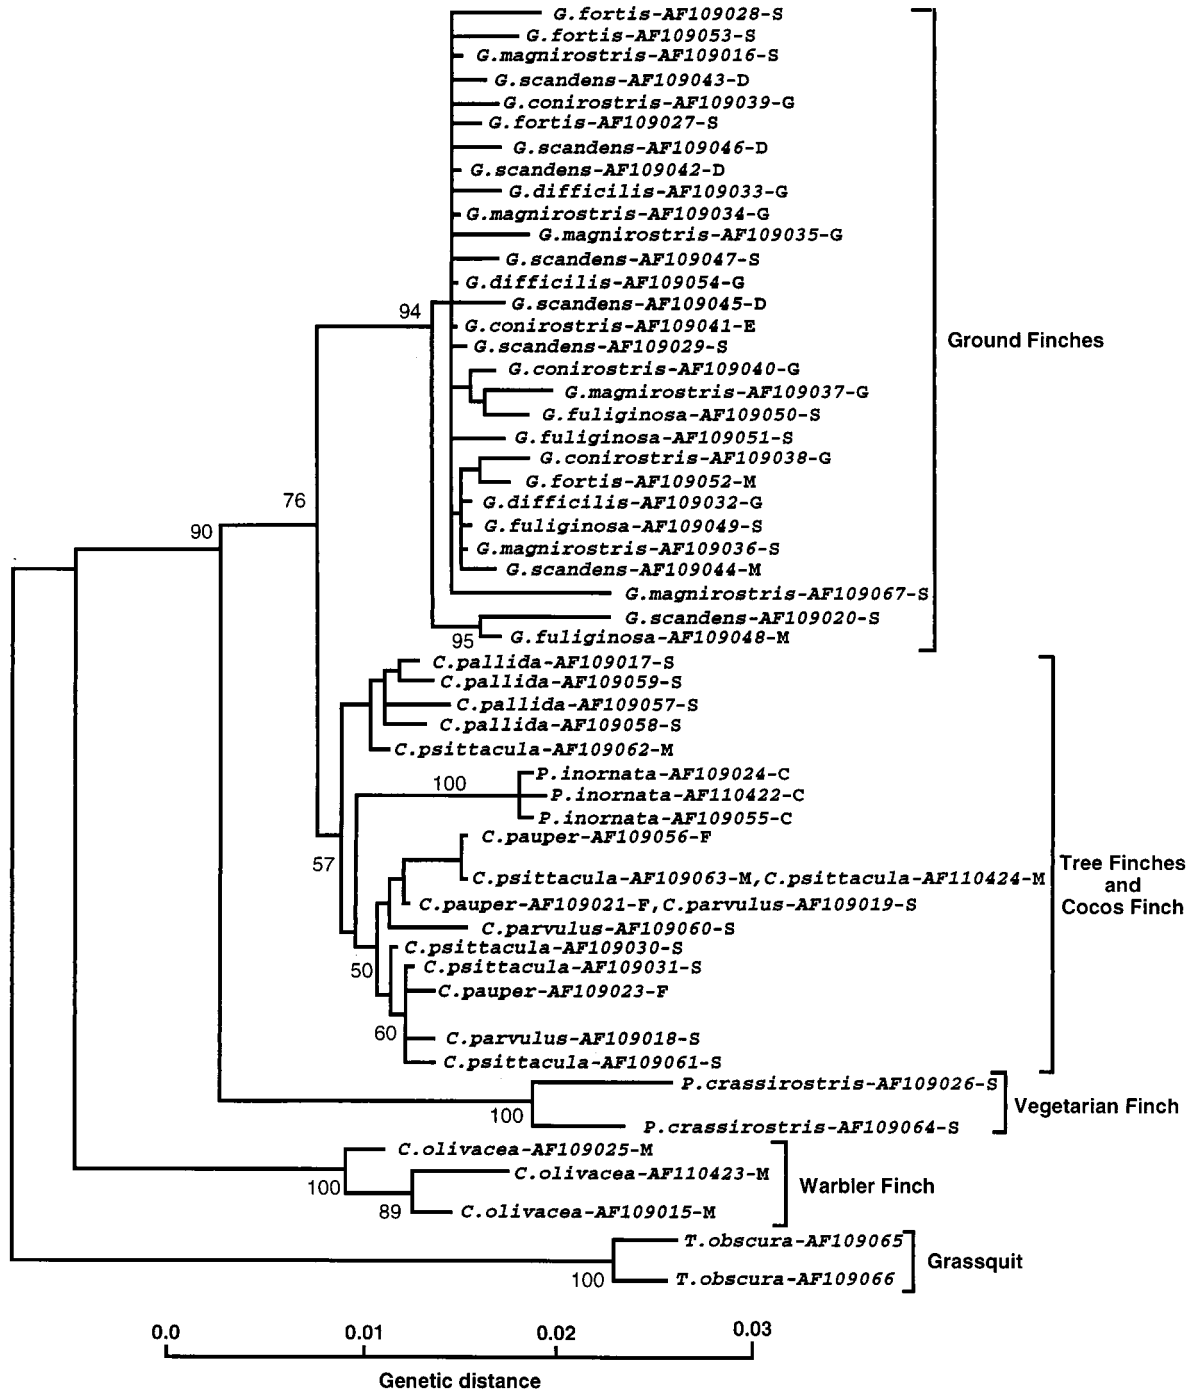 G.fortis-AF109028-S
G.fortis-AF109053-S
G.magnirostris-AF109016-S
G.scandens-AF109043-D
G.conirostris-AF109039-G
G.fortis-AF109027-S
G.scandens-AF109046-D
G.scandens-AF109042-D
G.difficilis-AF109033-G
G.magnirostris-AF109034-G
G.magnirostris-AF109035-G
G.scandens-AF109047-S
G.difficilis-AF109054-G
G.scandens-AF109045-D
94
G.conirostris-AF109041-E
Ground Finches
G.scandens-AF109029-S
G.conirostris-AF109040-G
G.magnirostris-AF109037-G
G.fuliginosa-AF109050-S
G.fuliginosa-AF109051-S
G.conirostris-AF109038-G
G.fortis-AF109052-M
76
G.difficilis-AF109032-G
G.fuliginosa-AF109049-S
90
G.magnirostris-AF109036-S
G.scandens-AF109044-M
G.magnirostris-AF109067-S
G.scandens-AF109020-S
95
G.fuliginosa-AF109048-M
C.pallida-AF109017-S
C.pallida-AF109059-S
C.pallida-AF109057-S
C.pallida-AF109058-S
C.psittacula-AF109062-M
P.inornata-AF109024-C
100
P.inornata-AF110422-C
P.inornata-AF109055-C
C.pauper-AF109056-F
57
Tree Finches
and
Cocos Finch
C.psittacula-AF109063-M,C.psittacula-AF110424-M
C.pauper-AF109021-F,C.parvulus-AF109019-S
C.parvulus-AF109060-S
C.psittacula-AF109030-S
50
C.psittacula-AF109031-S
C.pauper-AF109023-F
60
C.parvulus-AF109018-S
C.psittacula-AF109061-S
P.crassirostris-AF109026-S
100
Vegetarian Finch
P.crassirostris-AF109064-S
C.olivacea-AF109025-M
C.olivacea-AF110423-M
100
Warbler Finch
89
C.olivacea-AF109015-M
T.obscura-AF109065
Grassquit
100
T.obscura-AF109066
0.0 0.01 0.02 0.03
Genetic distance